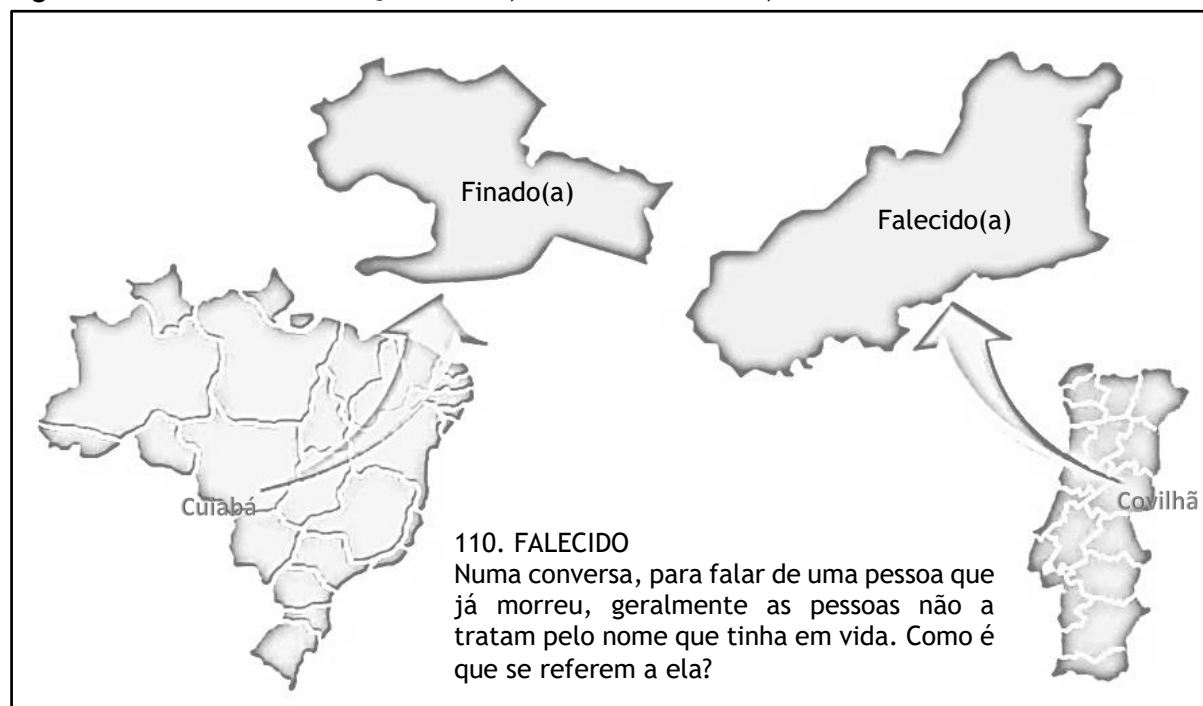 Finado(a)
Falecido(a)
Cuiabá
Covilhã
110. FALECIDO
Numa conversa, para falar de uma pessoa que
já morreu, geralmente as pessoas não a
tratam pelo nome que tinha em vida. Como é
que se referem a ela?